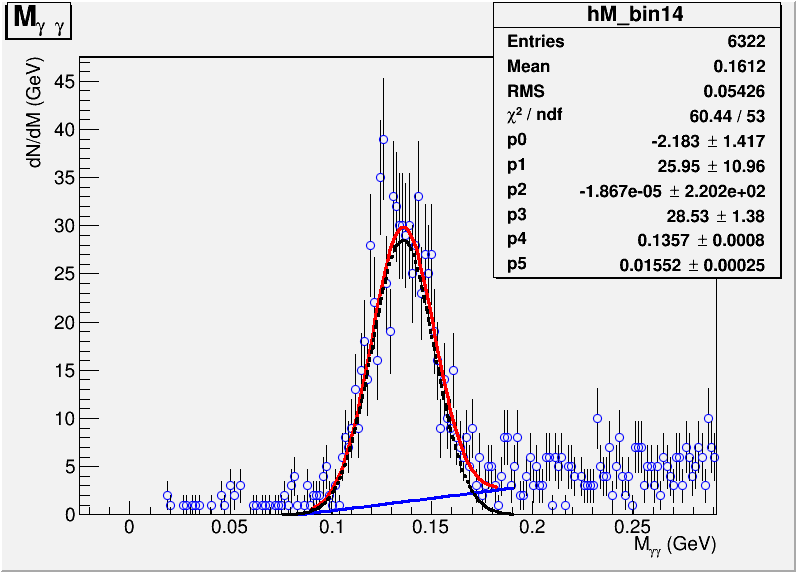 M_γ γ
hM_bin14
Entries 6322
Mean 0.1612
RMS 0.05426
χ² / ndf 60.44 / 53
p0 -2.183 ± 1.417
p1 25.95 ± 10.96
p2 -1.867e-05 ± 2.202e+02
p3 28.53 ± 1.38
p4 0.1357 ± 0.0008
p5 0.01552 ± 0.00025
dN/dM (GeV)
45
40
35
30
25
20
15
10
5
0
0 0.05 0.1 0.15 0.2 0.25
M_γγ (GeV)